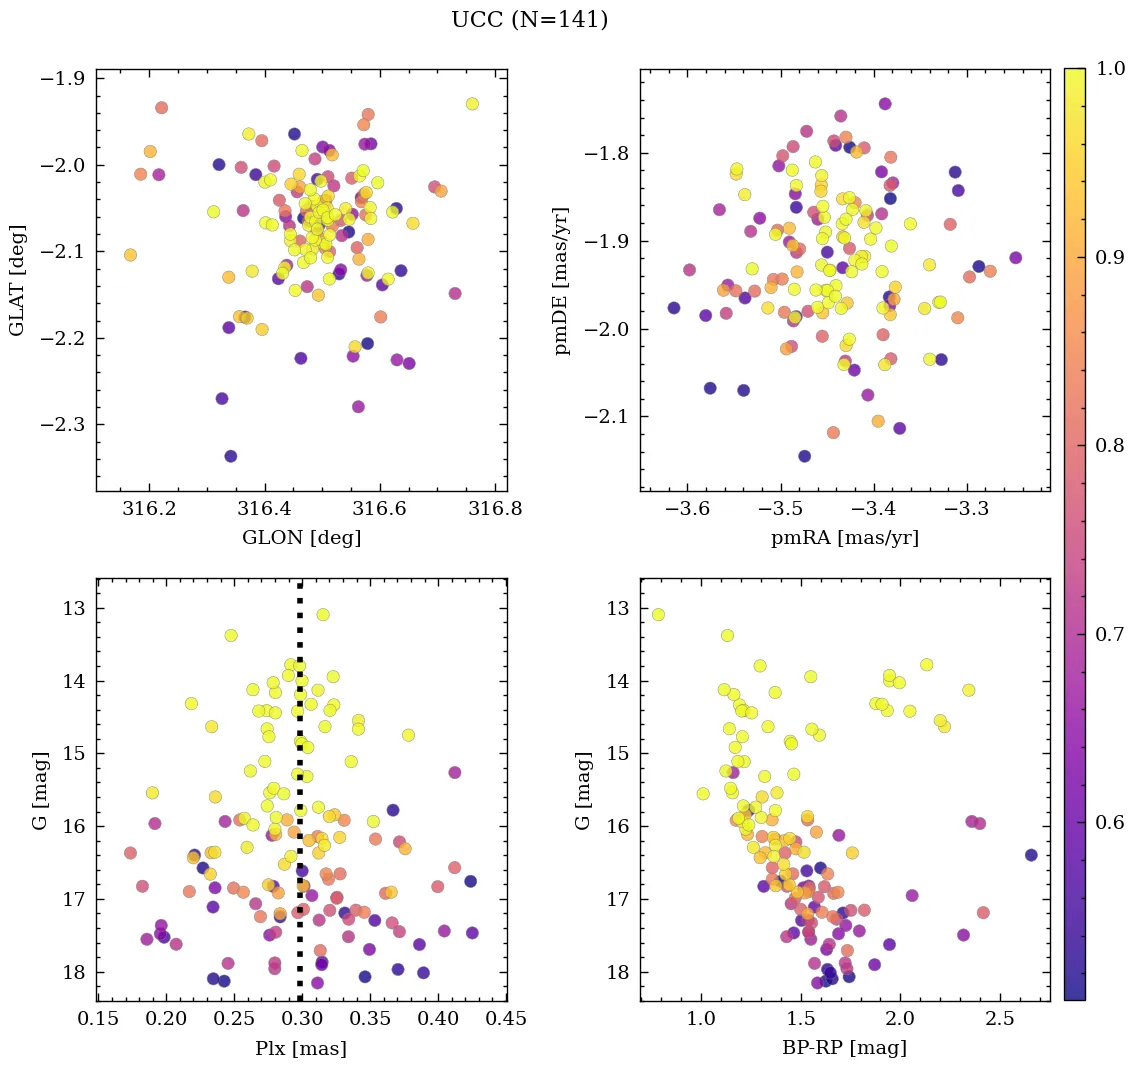 UCC (N=141)
−1.9
−2.0
−2.1
−2.2
−2.3
GLAT [deg]
316.2 316.4 316.6 316.8
GLON [deg]
−1.8
−1.9
−2.0
−2.1
pmDE [mas/yr]
−3.6 −3.5 −3.4 −3.3
pmRA [mas/yr]
13
14
15
16
17
18
G [mag]
0.15 0.20 0.25 0.30 0.35 0.40 0.45
Plx [mas]
13
14
15
16
17
18
G [mag]
1.0 1.5 2.0 2.5
BP-RP [mag]
1.0
0.9
0.8
0.7
0.6